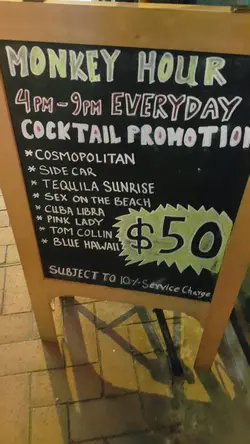 MONKEY HOUR
4PM-9PM EVERYDAY
COCKTAIL PROMOTION
* COSMOPOLITAN
* SIDE CAR
* TEQUILA SUNRISE
* SEX ON THE BEACH
* CUBA LIBRA
* PINK LADY
* TOM COLLIN
* BLUE HAWAII
$50
SUBJECT TO 10% Service Charge